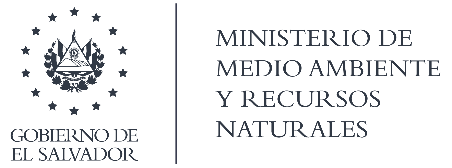 GOBIERNO DE
EL SALVADOR
MINISTERIO DE
MEDIO AMBIENTE
Y RECURSOS
NATURALES